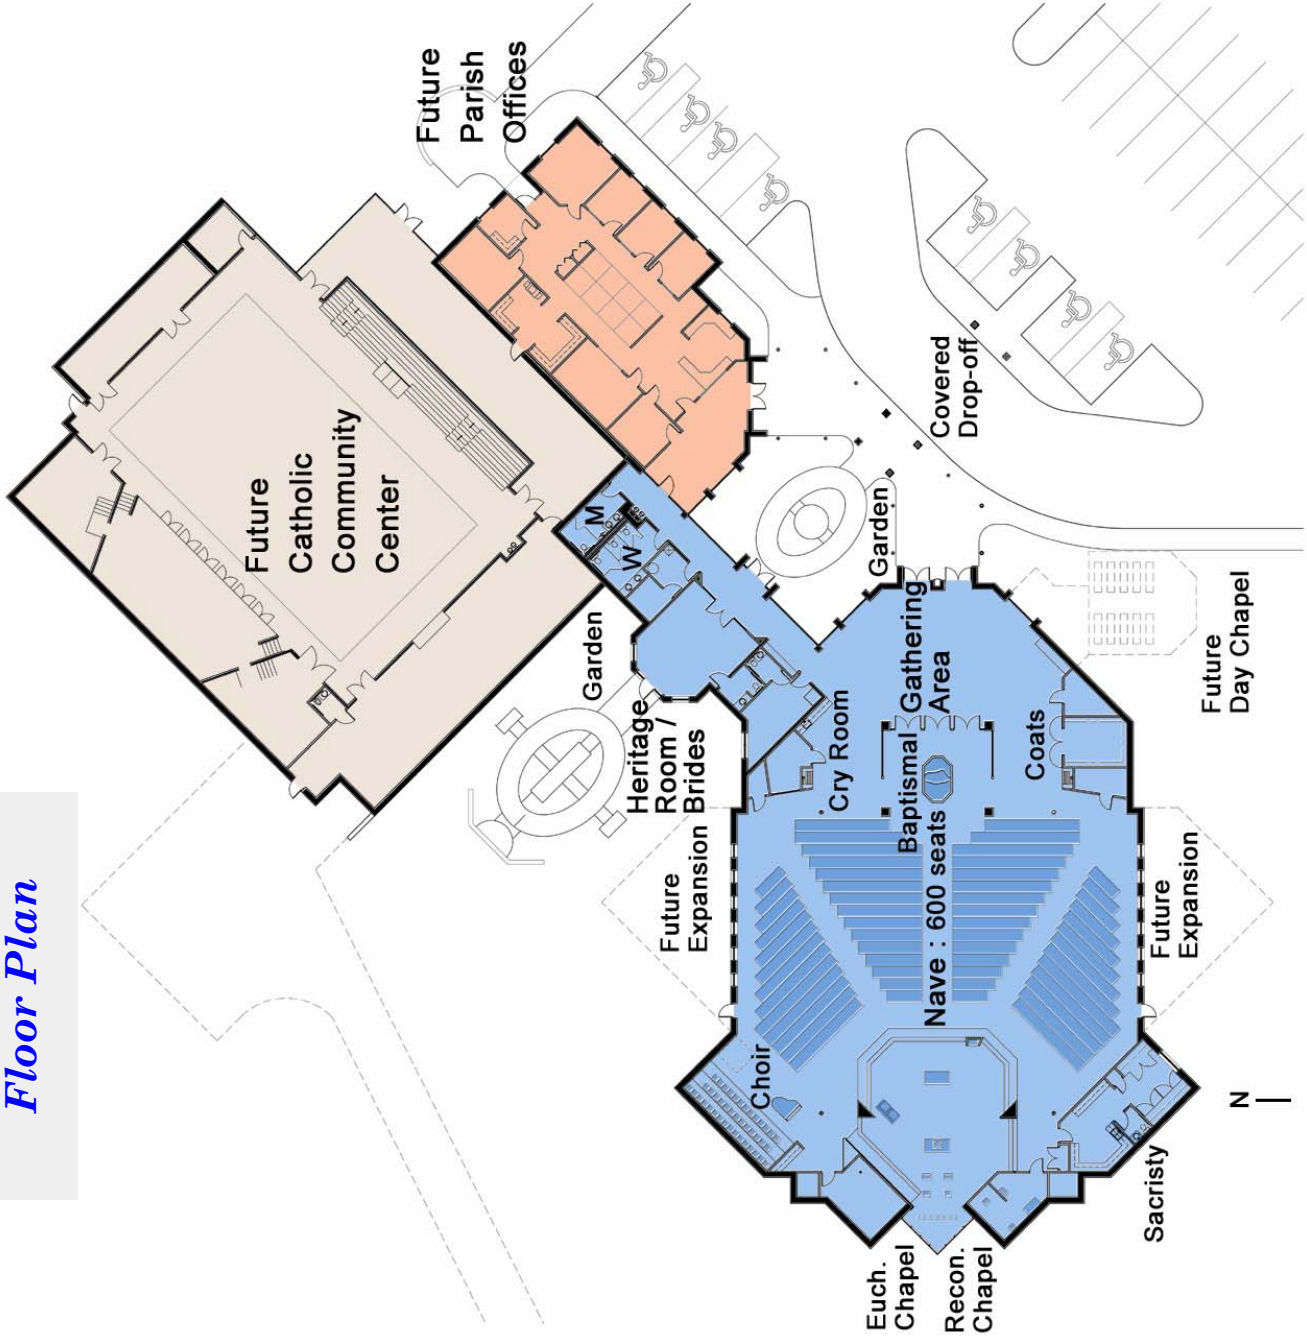 Floor Plan
Future
Parish
Offices
Future
Catholic
Community
Center
M
W
Garden
Heritage
Room /
Brides
Garden
Covered
Drop-off
Gathering
Area
Cry Room
Baptismal
Coats
Future
Day Chapel
Future
Expansion
Nave : 600 seats
Future
Expansion
Choir
N
Sacristy
Euch.
Chapel
Recon.
Chapel